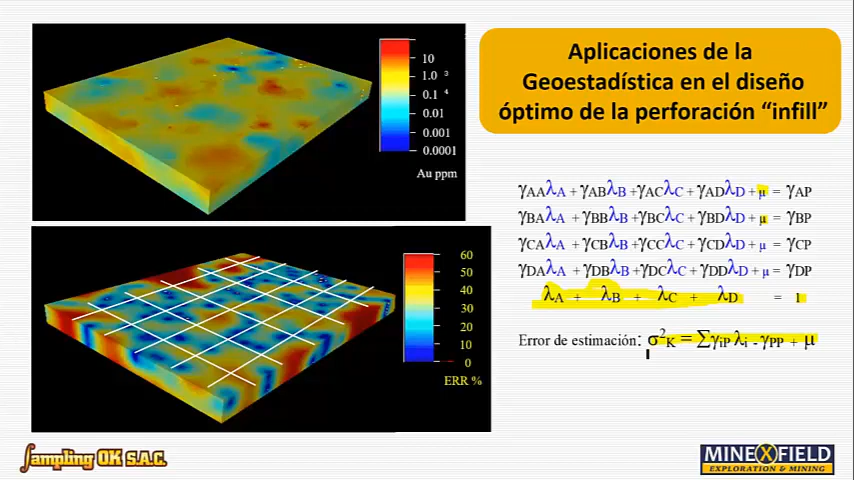 Aplicaciones de la
Geoestadística en el diseño
óptimo de la perforación “infill”
10
1.0 ³
0.1 ⁴
0.01
0.001
0.0001
Au ppm
γAAλA + γABλB +γACλC + γADλD + μ = γAP
γBAλA + γBBλB +γBCλC + γBDλD + μ = γBP
γCAλA + γCBλB +γCCλC + γCDλD + μ = γCP
γDAλA + γDBλB +γDCλC + γDDλD + μ = γDP
λA + λB + λC + λD = 1
Error de estimación: σ²K = ∑γiP λi - γPP + μ
60
50
40
30
20
10
0
ERR %
Sampling OK S.A.C.
MINEXFIELD
EXPLORATION & MINING